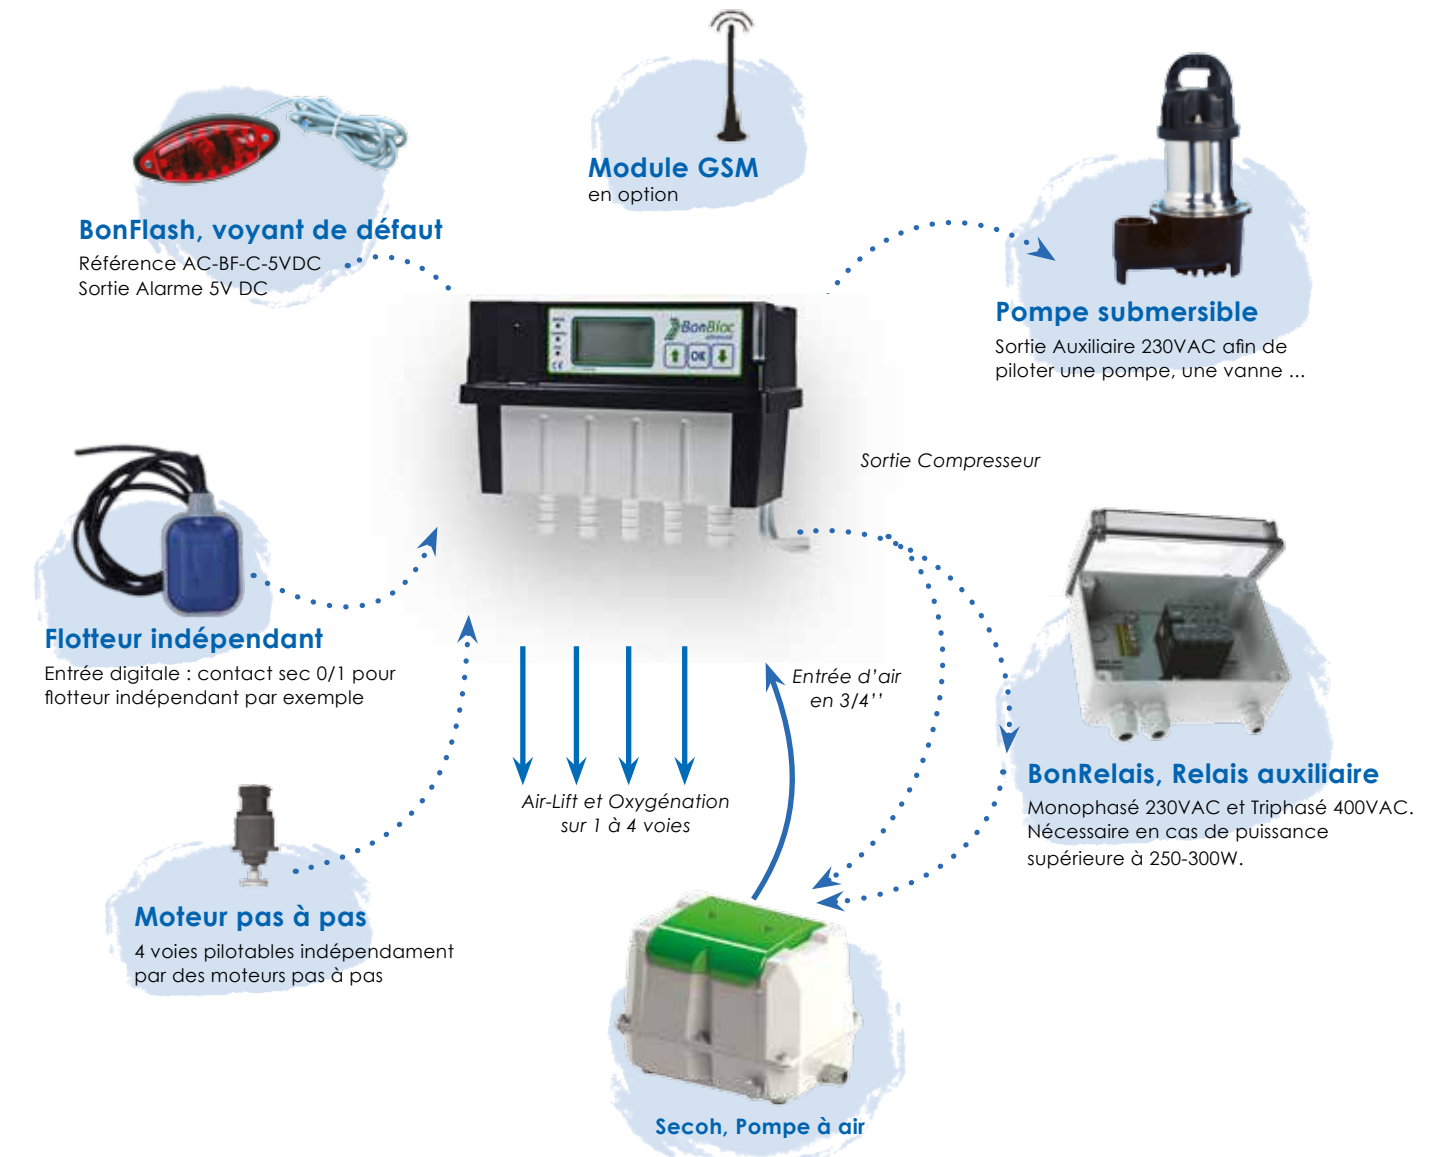 Module GSM
en option
BonFlash, voyant de défaut
Référence AC-BF-C-5VDC
Sortie Alarme 5V DC
Pompe submersible
Sortie Auxiliaire 230VAC afin de
piloter une pompe, une vanne ...
BonBloc
OK
Sortie Compresseur
Flotteur indépendant
Entrée digitale : contact sec 0/1 pour
flotteur indépendant par exemple
Entrée d'air
en 3/4''
Air-Lift et Oxygénation
sur 1 à 4 voies
BonRelais, Relais auxiliaire
Monophasé 230VAC et Triphasé 400VAC.
Nécessaire en cas de puissance
supérieure à 250-300W.
Moteur pas à pas
4 voies pilotables indépendament
par des moteurs pas à pas
Secoh, Pompe à air